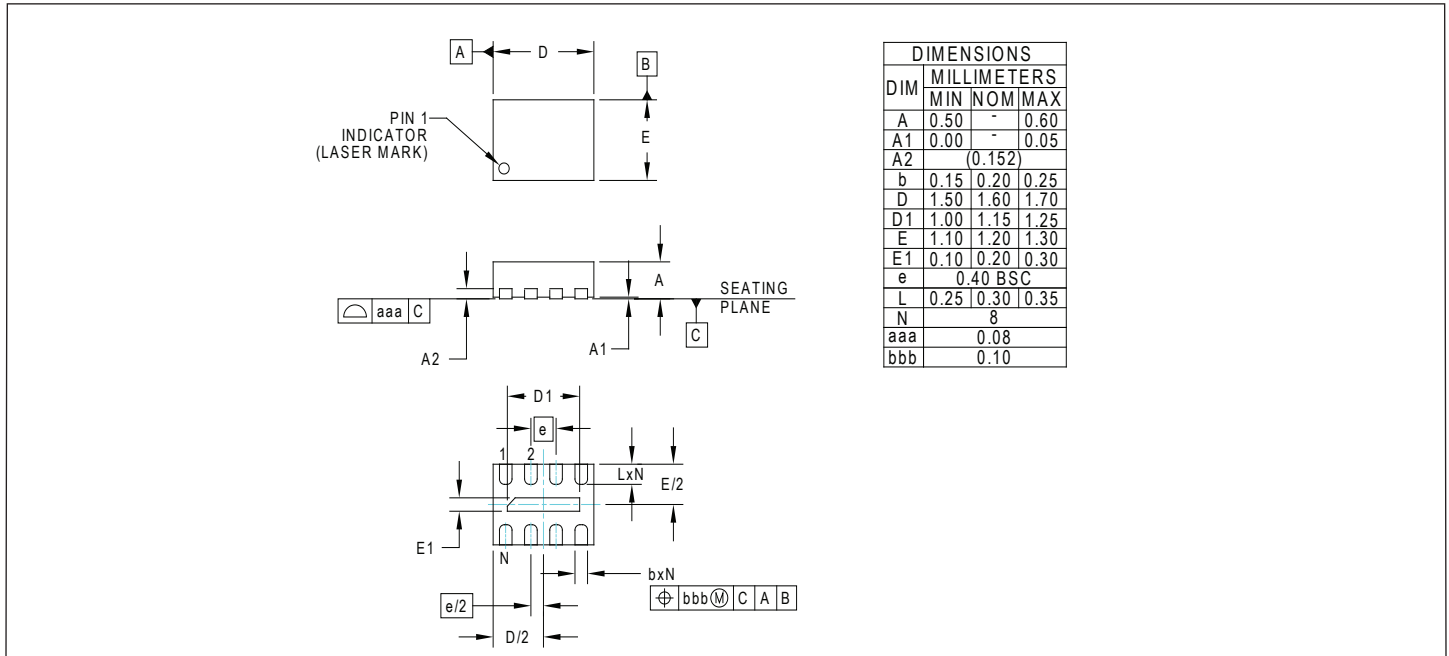 A
D
B
PIN 1
INDICATOR
(LASER MARK)
E
A
SEATING
PLANE
aaa C
C
A2
A1
D1
e
1 2
LxN
E/2
E1
N
bxN
bbb M C A B
e/2
D/2
DIMENSIONS
DIM MILLIMETERS
MIN NOM MAX
A 0.50 - 0.60
A1 0.00 - 0.05
A2 (0.152)
b 0.15 0.20 0.25
D 1.50 1.60 1.70
D1 1.00 1.15 1.25
E 1.10 1.20 1.30
E1 0.10 0.20 0.30
e 0.40 BSC
L 0.25 0.30 0.35
N 8
aaa 0.08
bbb 0.10